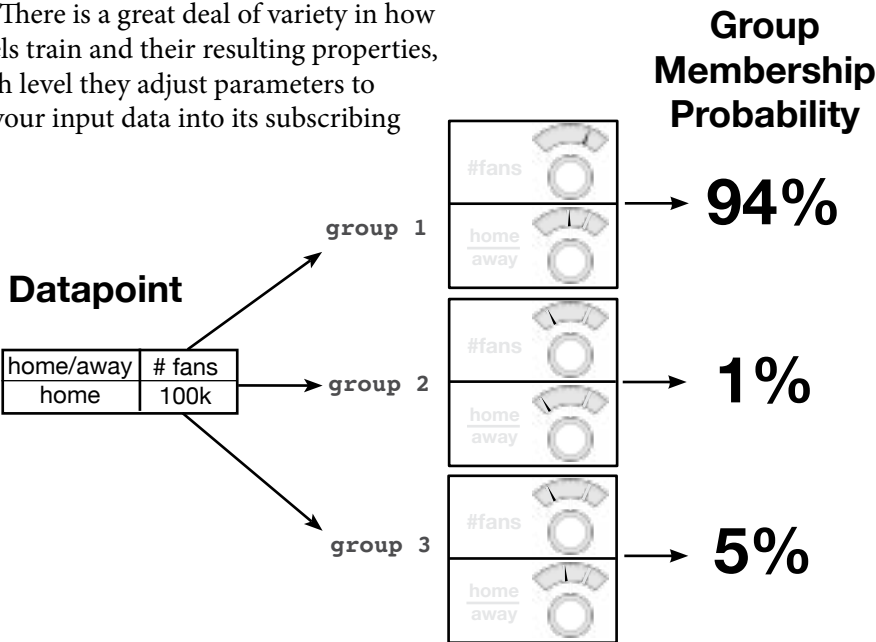 There is a great deal of variety in how
els train and their resulting properties,
h level they adjust parameters to
your input data into its subscribing
Group
Membership
Probability
#fans
group 1
home
away
94%
Datapoint
home/away # fans
home 100k
#fans
group 2
home
away
1%
#fans
group 3
home
away
5%